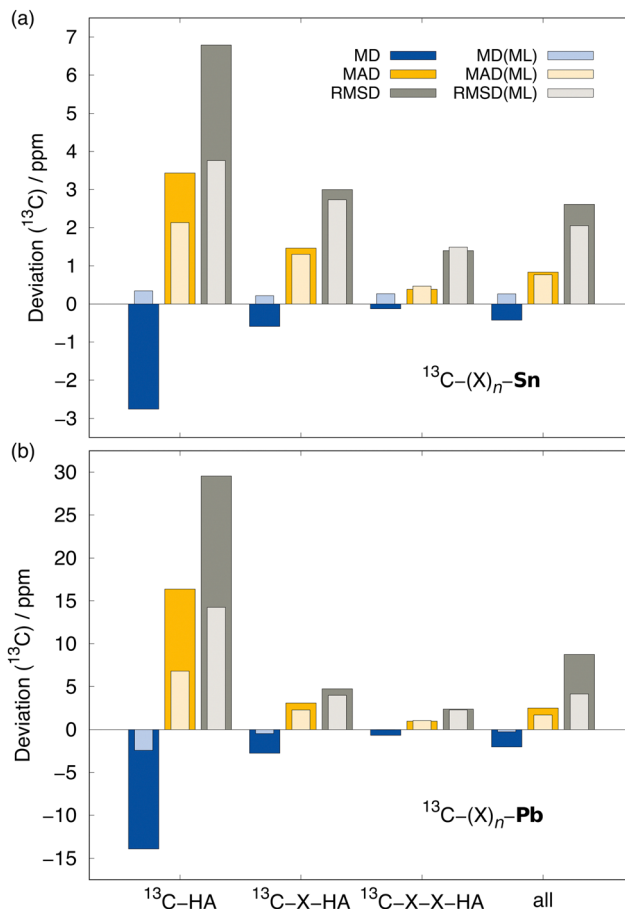 (a)
7
6
5
4
3
2
1
0
−1
−2
−3
Deviation (¹³C) / ppm
MD MD(ML)
MAD MAD(ML)
RMSD RMSD(ML)
¹³C–(X)ₙ–Sn
(b)
30
25
20
15
10
5
0
−5
−10
−15
Deviation (¹³C) / ppm
¹³C–(X)ₙ–Pb
¹³C–HA ¹³C–X–HA ¹³C–X–X–HA all